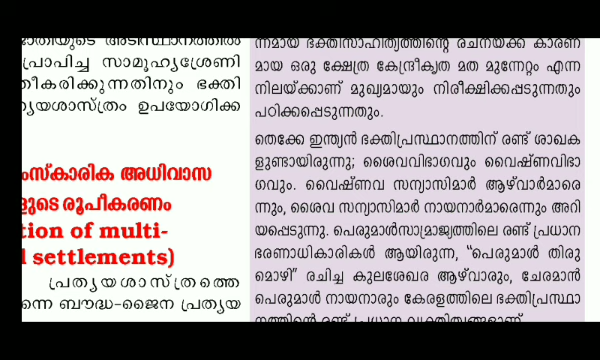 പ്രാപിച്ച സാമൂഹ്യശ്രേണി
തീകരിക്കുന്നതിനും ഭക്തി
ത്യയശാസ്ത്രം ഉപയോഗിക്ക
ംസ്കാരിക അധിവാസ
ളുടെ രൂപീകരണം
tion of multi-
l settlements)
പ്രത്യയശാസ്ത്രത്തെ
ന്നെ ബൗദ്ധ-ജൈന പ്രത്യയ
ന്നമായ ഭക്തിസാഹിത്യത്തിന്റെ രചനയ്ക്ക് കാരണ
മായ ഒരു ക്ഷേത്ര കേന്ദ്രീകൃത മത മുന്നേറ്റം എന്ന
നിലയ്ക്കാണ് മുഖ്യമായും നിരീക്ഷിക്കപ്പെടുന്നതും
പഠിക്കപ്പെടുന്നതും.
തെക്കേ ഇന്ത്യൻ ഭക്തിപ്രസ്ഥാനത്തിന് രണ്ട് ശാഖക
ളുണ്ടായിരുന്നു; ശൈവവിഭാഗവും വൈഷ്ണവിഭാ
ഗവും. വൈഷ്ണവ സന്യാസിമാർ ആഴ്‌വാർമാരെ
ന്നും, ശൈവ സന്യാസിമാർ നായനാർമാരെന്നും അറി
യപ്പെടുന്നു. പെരുമാൾസാമ്രാജ്യത്തിലെ രണ്ട് പ്രധാന
ഭരണാധികാരികൾ ആയിരുന്ന, “പെരുമാൾ തിരു
മൊഴി” രചിച്ച കുലശേഖര ആഴ്‌വാരും, ചേരമാൻ
പെരുമാൾ നായനാരും കേരളത്തിലെ ഭക്തിപ്രസ്ഥാ